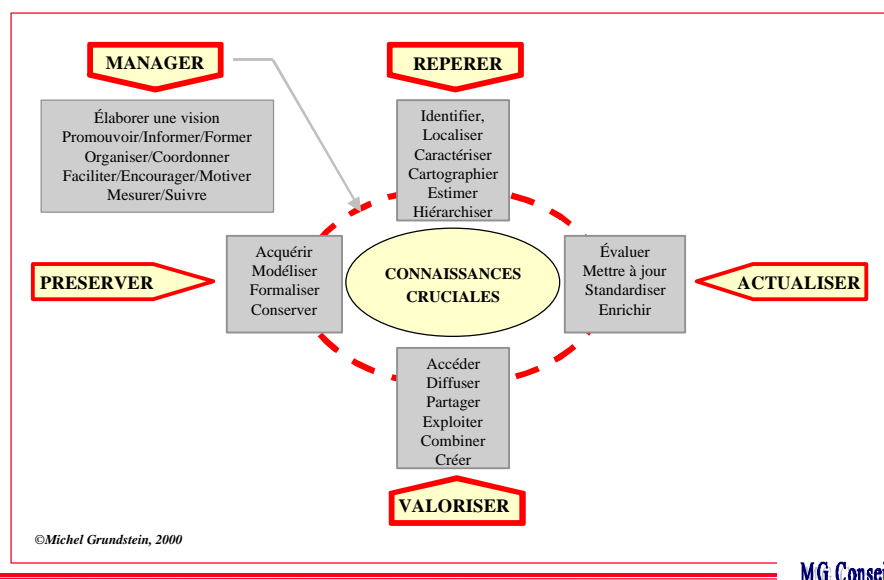 MANAGER
Élaborer une vision
Promouvoir/Informer/Former
Organiser/Coordonner
Faciliter/Encourager/Motiver
Mesurer/Suivre
REPERER
Identifier,
Localiser
Caractériser
Cartographier
Estimer
Hiérarchiser
PRESERVER
Acquérir
Modéliser
Formaliser
Conserver
CONNAISSANCES
CRUCIALES
Évaluer
Mettre à jour
Standardiser
Enrichir
ACTUALISER
Accéder
Diffuser
Partager
Exploiter
Combiner
Créer
VALORISER
©Michel Grundstein, 2000
MG Conse